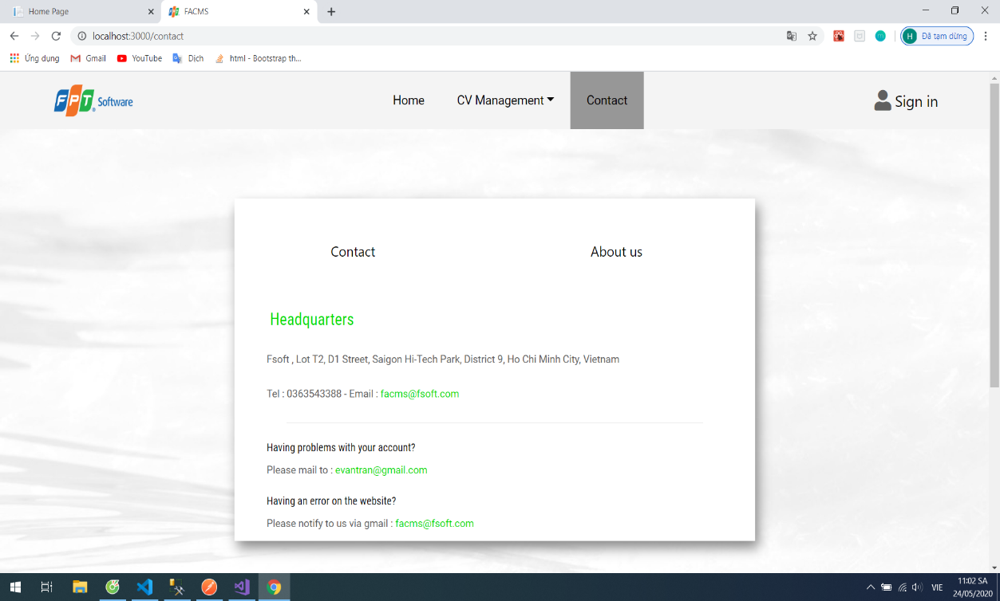 Home Page
FACMS
localhost:3000/contact
H Đã tạm dừng
Ứng dụng Gmail YouTube Dịch html - Bootstrap th...
FPT Software
Home CV Management Contact Sign in
Contact About us
Headquarters
Fsoft , Lot T2, D1 Street, Saigon Hi-Tech Park, District 9, Ho Chi Minh City, Vietnam
Tel : 0363543388 - Email : facms@fsoft.com
Having problems with your account?
Please mail to : evantran@gmail.com
Having an error on the website?
Please notify to us via gmail : facms@fsoft.com
VIE
11:02 SA
24/05/2020